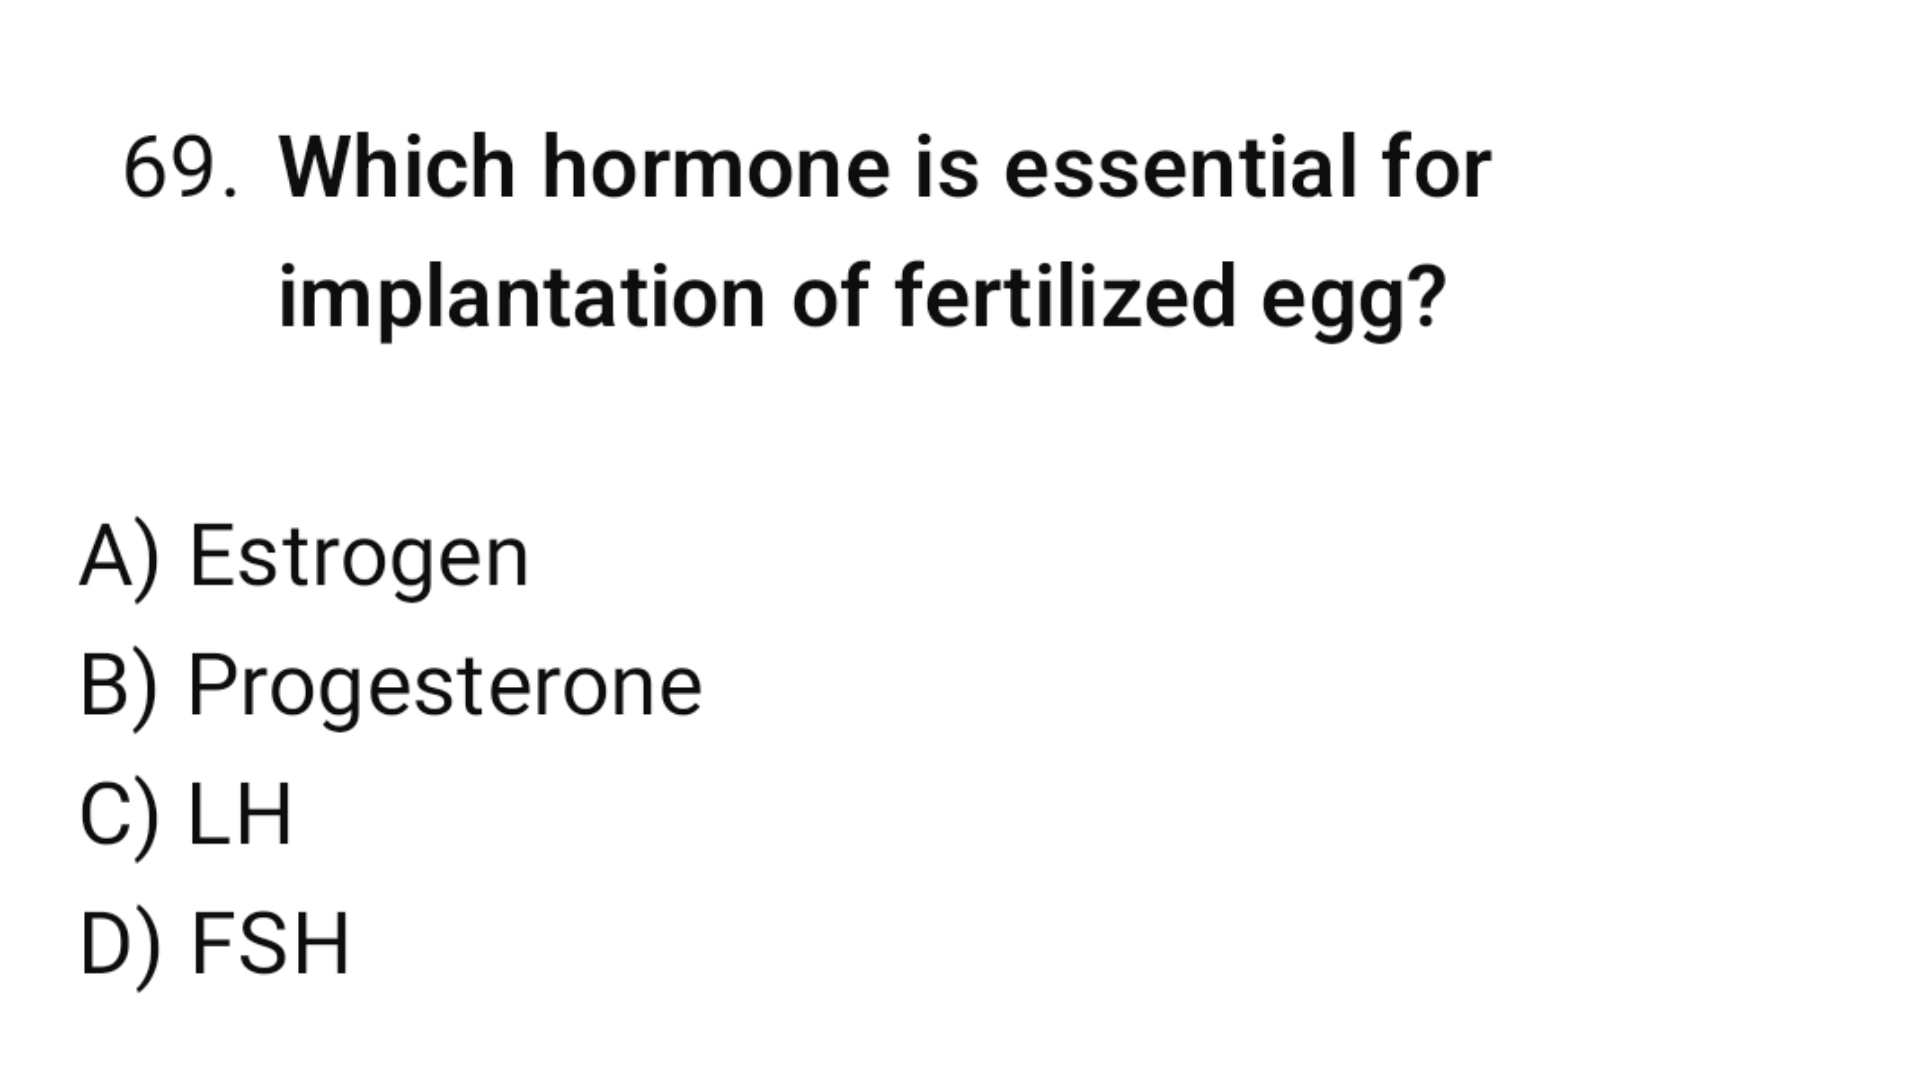 69. Which hormone is essential for
implantation of fertilized egg?
A) Estrogen
B) Progesterone
C) LH
D) FSH